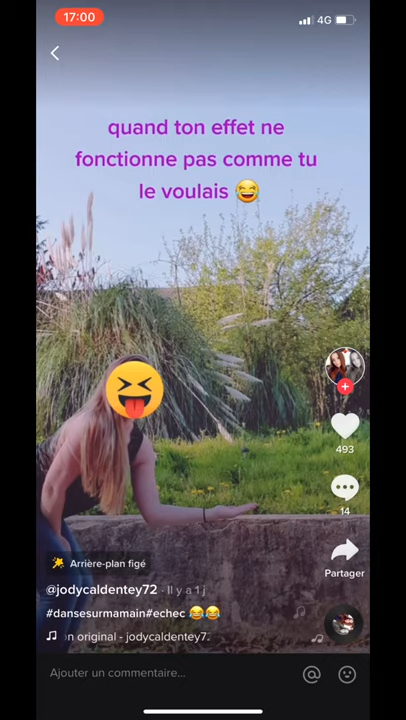 17:00
4G
quand ton effet ne
fonctionne pas comme tu
le voulais 😂
493
14
Partager
Arrière-plan figé
@jodycaldentey72 · Il y a 1 j
#dansesurmamain#echec 😂😂
on original - jodycaldentey7.
Ajouter un commentaire...